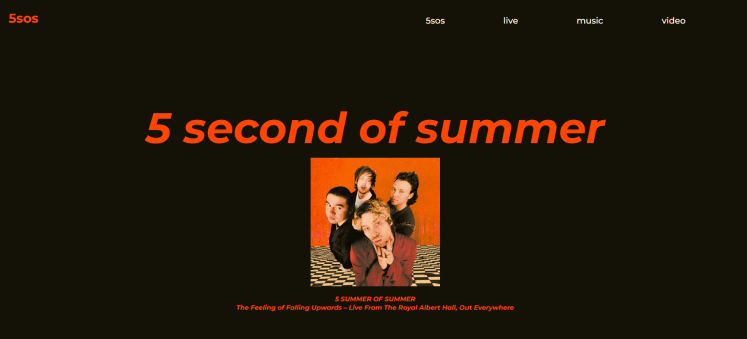 5sos
5sos live music video
5 second of summer
5 SUMMER OF SUMMER
The Feeling of Falling Upwards – Live From The Royal Albert Hall, Out Everywhere